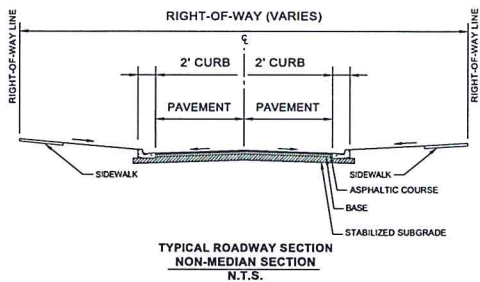 RIGHT-OF-WAY (VARIES)
RIGHT-OF-WAY LINE
RIGHT-OF-WAY LINE
℄
2' CURB
2' CURB
PAVEMENT
PAVEMENT
SIDEWALK
SIDEWALK
ASPHALTIC COURSE
BASE
STABILIZED SUBGRADE
TYPICAL ROADWAY SECTION
NON-MEDIAN SECTION
N.T.S.